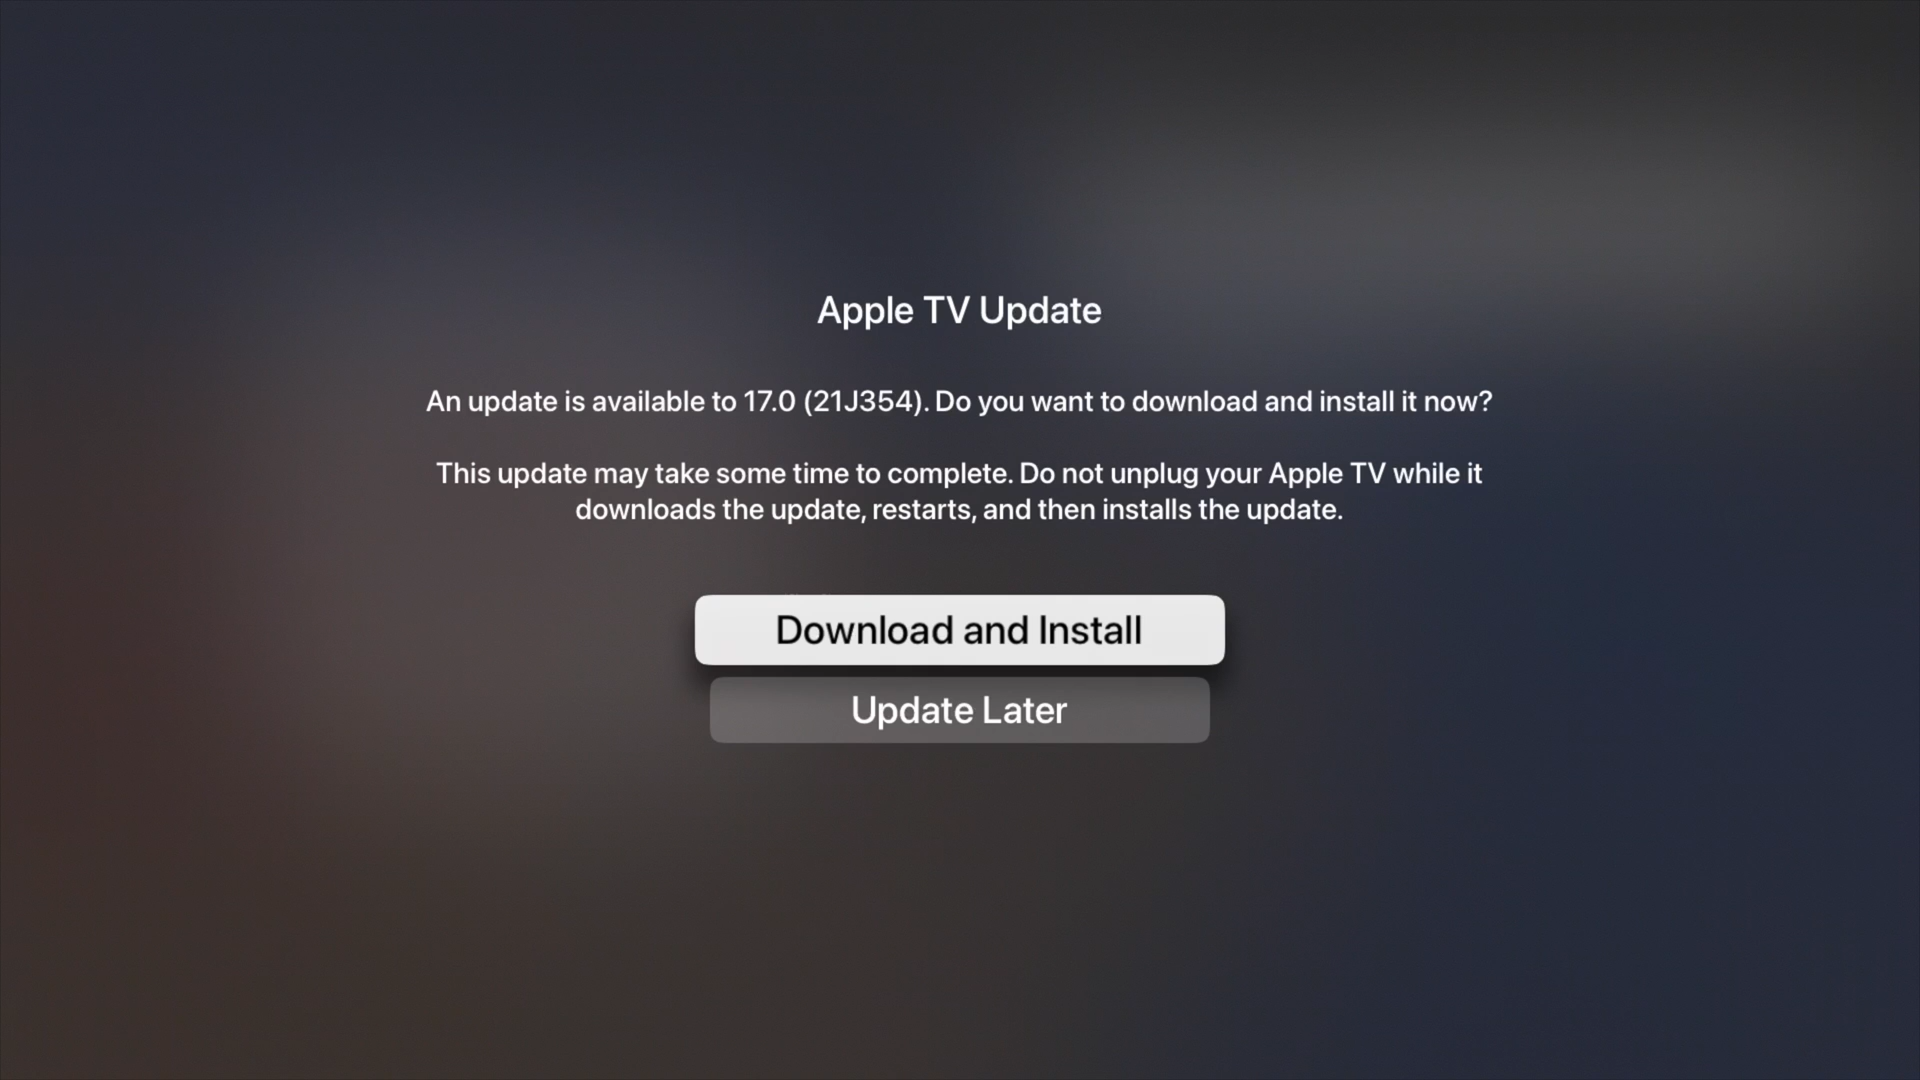 Apple TV Update
An update is available to 17.0 (21J354). Do you want to download and install it now?
This update may take some time to complete. Do not unplug your Apple TV while it
downloads the update, restarts, and then installs the update.
Download and Install
Update Later